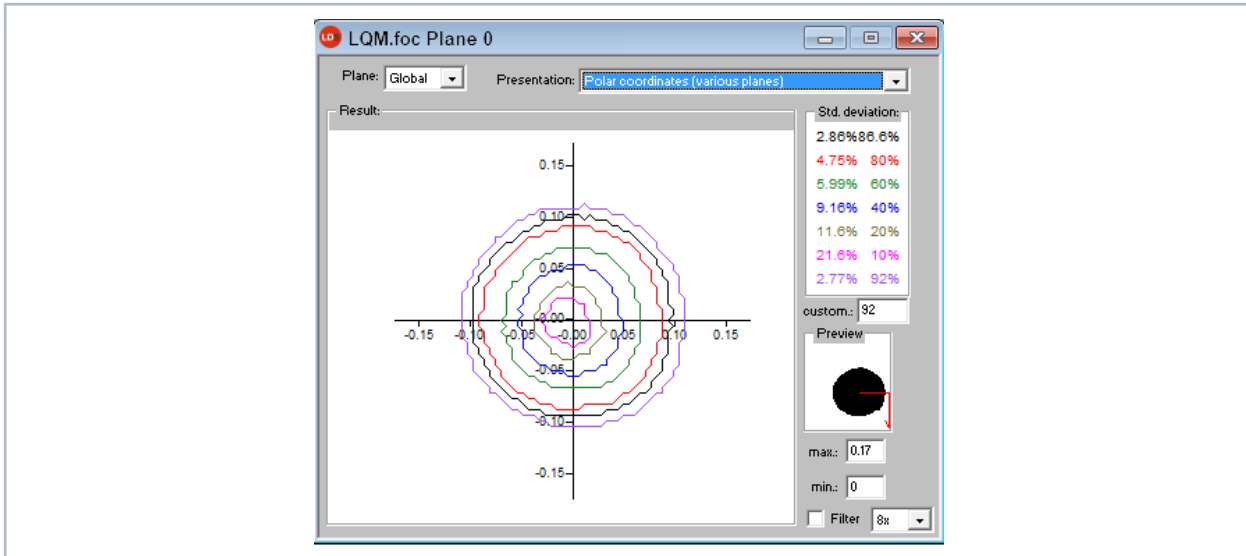 LD
LQM.foc Plane 0
Plane: Global
Presentation: Polar coordinates (various planes)
Result:
Std. deviation:
2.86%86.6%
4.75% 80%
5.99% 60%
9.16% 40%
11.6% 20%
21.6% 10%
2.77% 92%
custom.: 92
Preview
max.: 0.17
min.: 0
Filter 8x
0.15
0.10
0.05
-0.00
-0.15 -0.10 -0.05 -0.00 0.05 0.10 0.15
-0.05
-0.10
-0.15